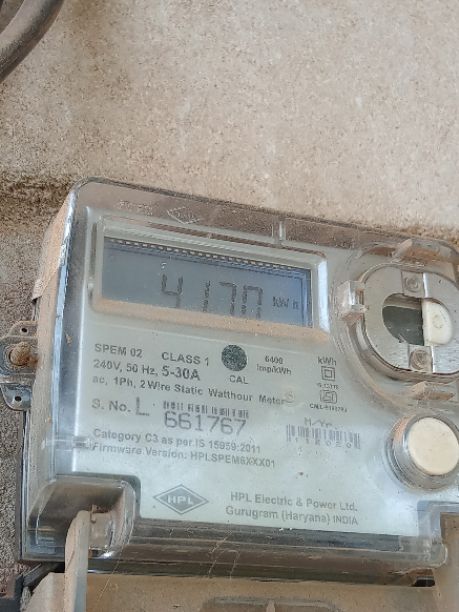 kWh
SPEM 02 CLASS 1 6400 kWh
240V, 50 Hz, 5-30A CAL Imp/kWh
ac, 1Ph, 2 Wire Static Watthour Meter
S. No. L 661767
Category C3 as per IS 15959:2011
Firmware Version: HPLSPEM6XXX01
HPL
HPL Electric & Power Ltd.
Gurugram (Haryana) INDIA